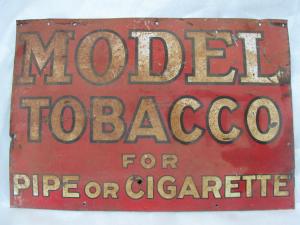 MODEL
TOBACCO
FOR
PIPE OR CIGARETTE